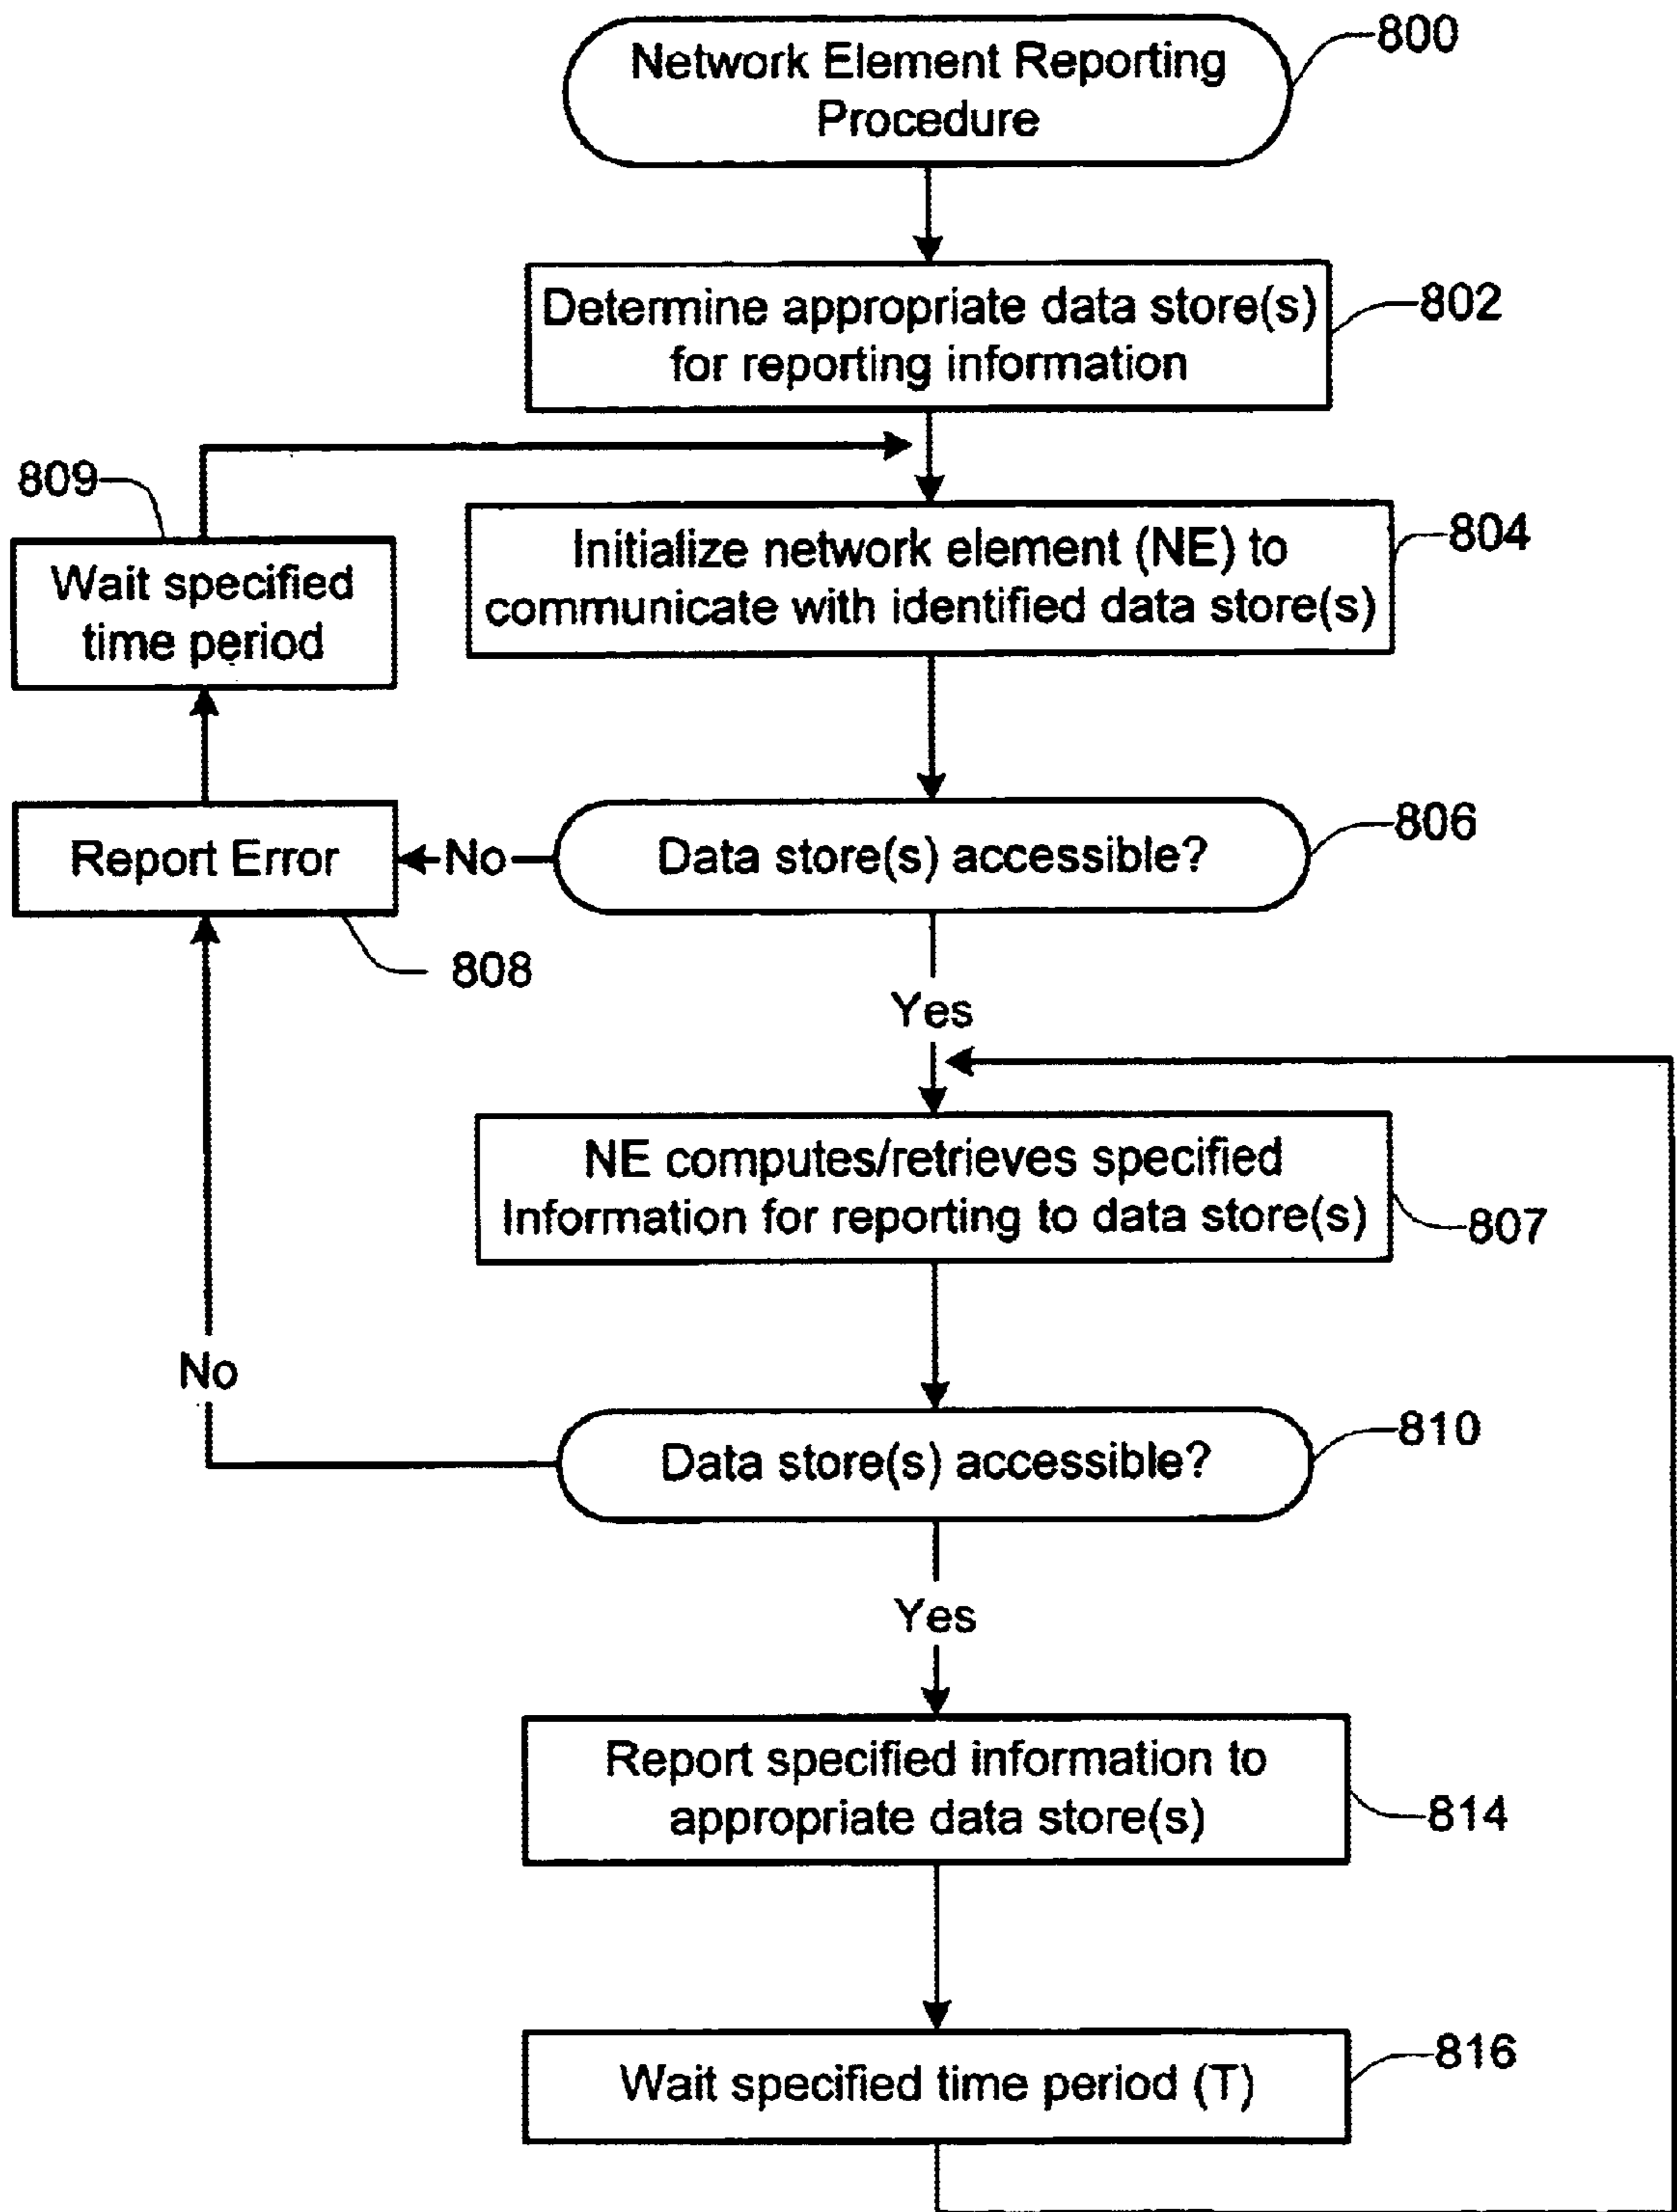 Network Element Reporting
Procedure
800
Determine appropriate data store(s)
for reporting information
802
809
Wait specified
time period
Initialize network element (NE) to
communicate with identified data store(s)
804
Report Error
No
Data store(s) accessible?
806
808
Yes
NE computes/retrieves specified
Information for reporting to data store(s)
807
No
Data store(s) accessible?
810
Yes
Report specified information to
appropriate data store(s)
814
Wait specified time period (T)
816